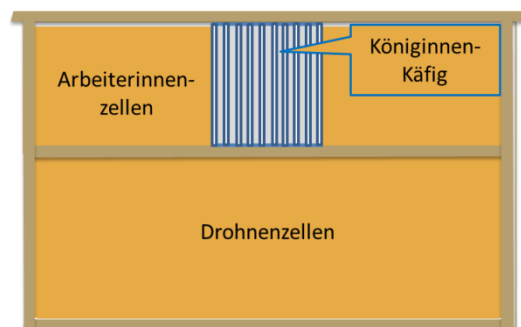 Arbeiterinnen-
zellen
Königinnen-
Käfig
Drohnenzellen